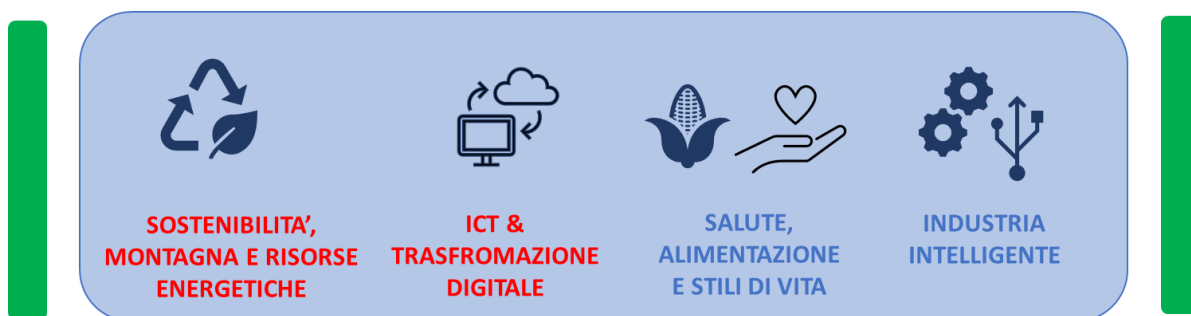 SOSTENIBILITA’,
MONTAGNA E RISORSE
ENERGETICHE
ICT &
TRASFROMAZIONE
DIGITALE
SALUTE,
ALIMENTAZIONE
E STILI DI VITA
INDUSTRIA
INTELLIGENTE